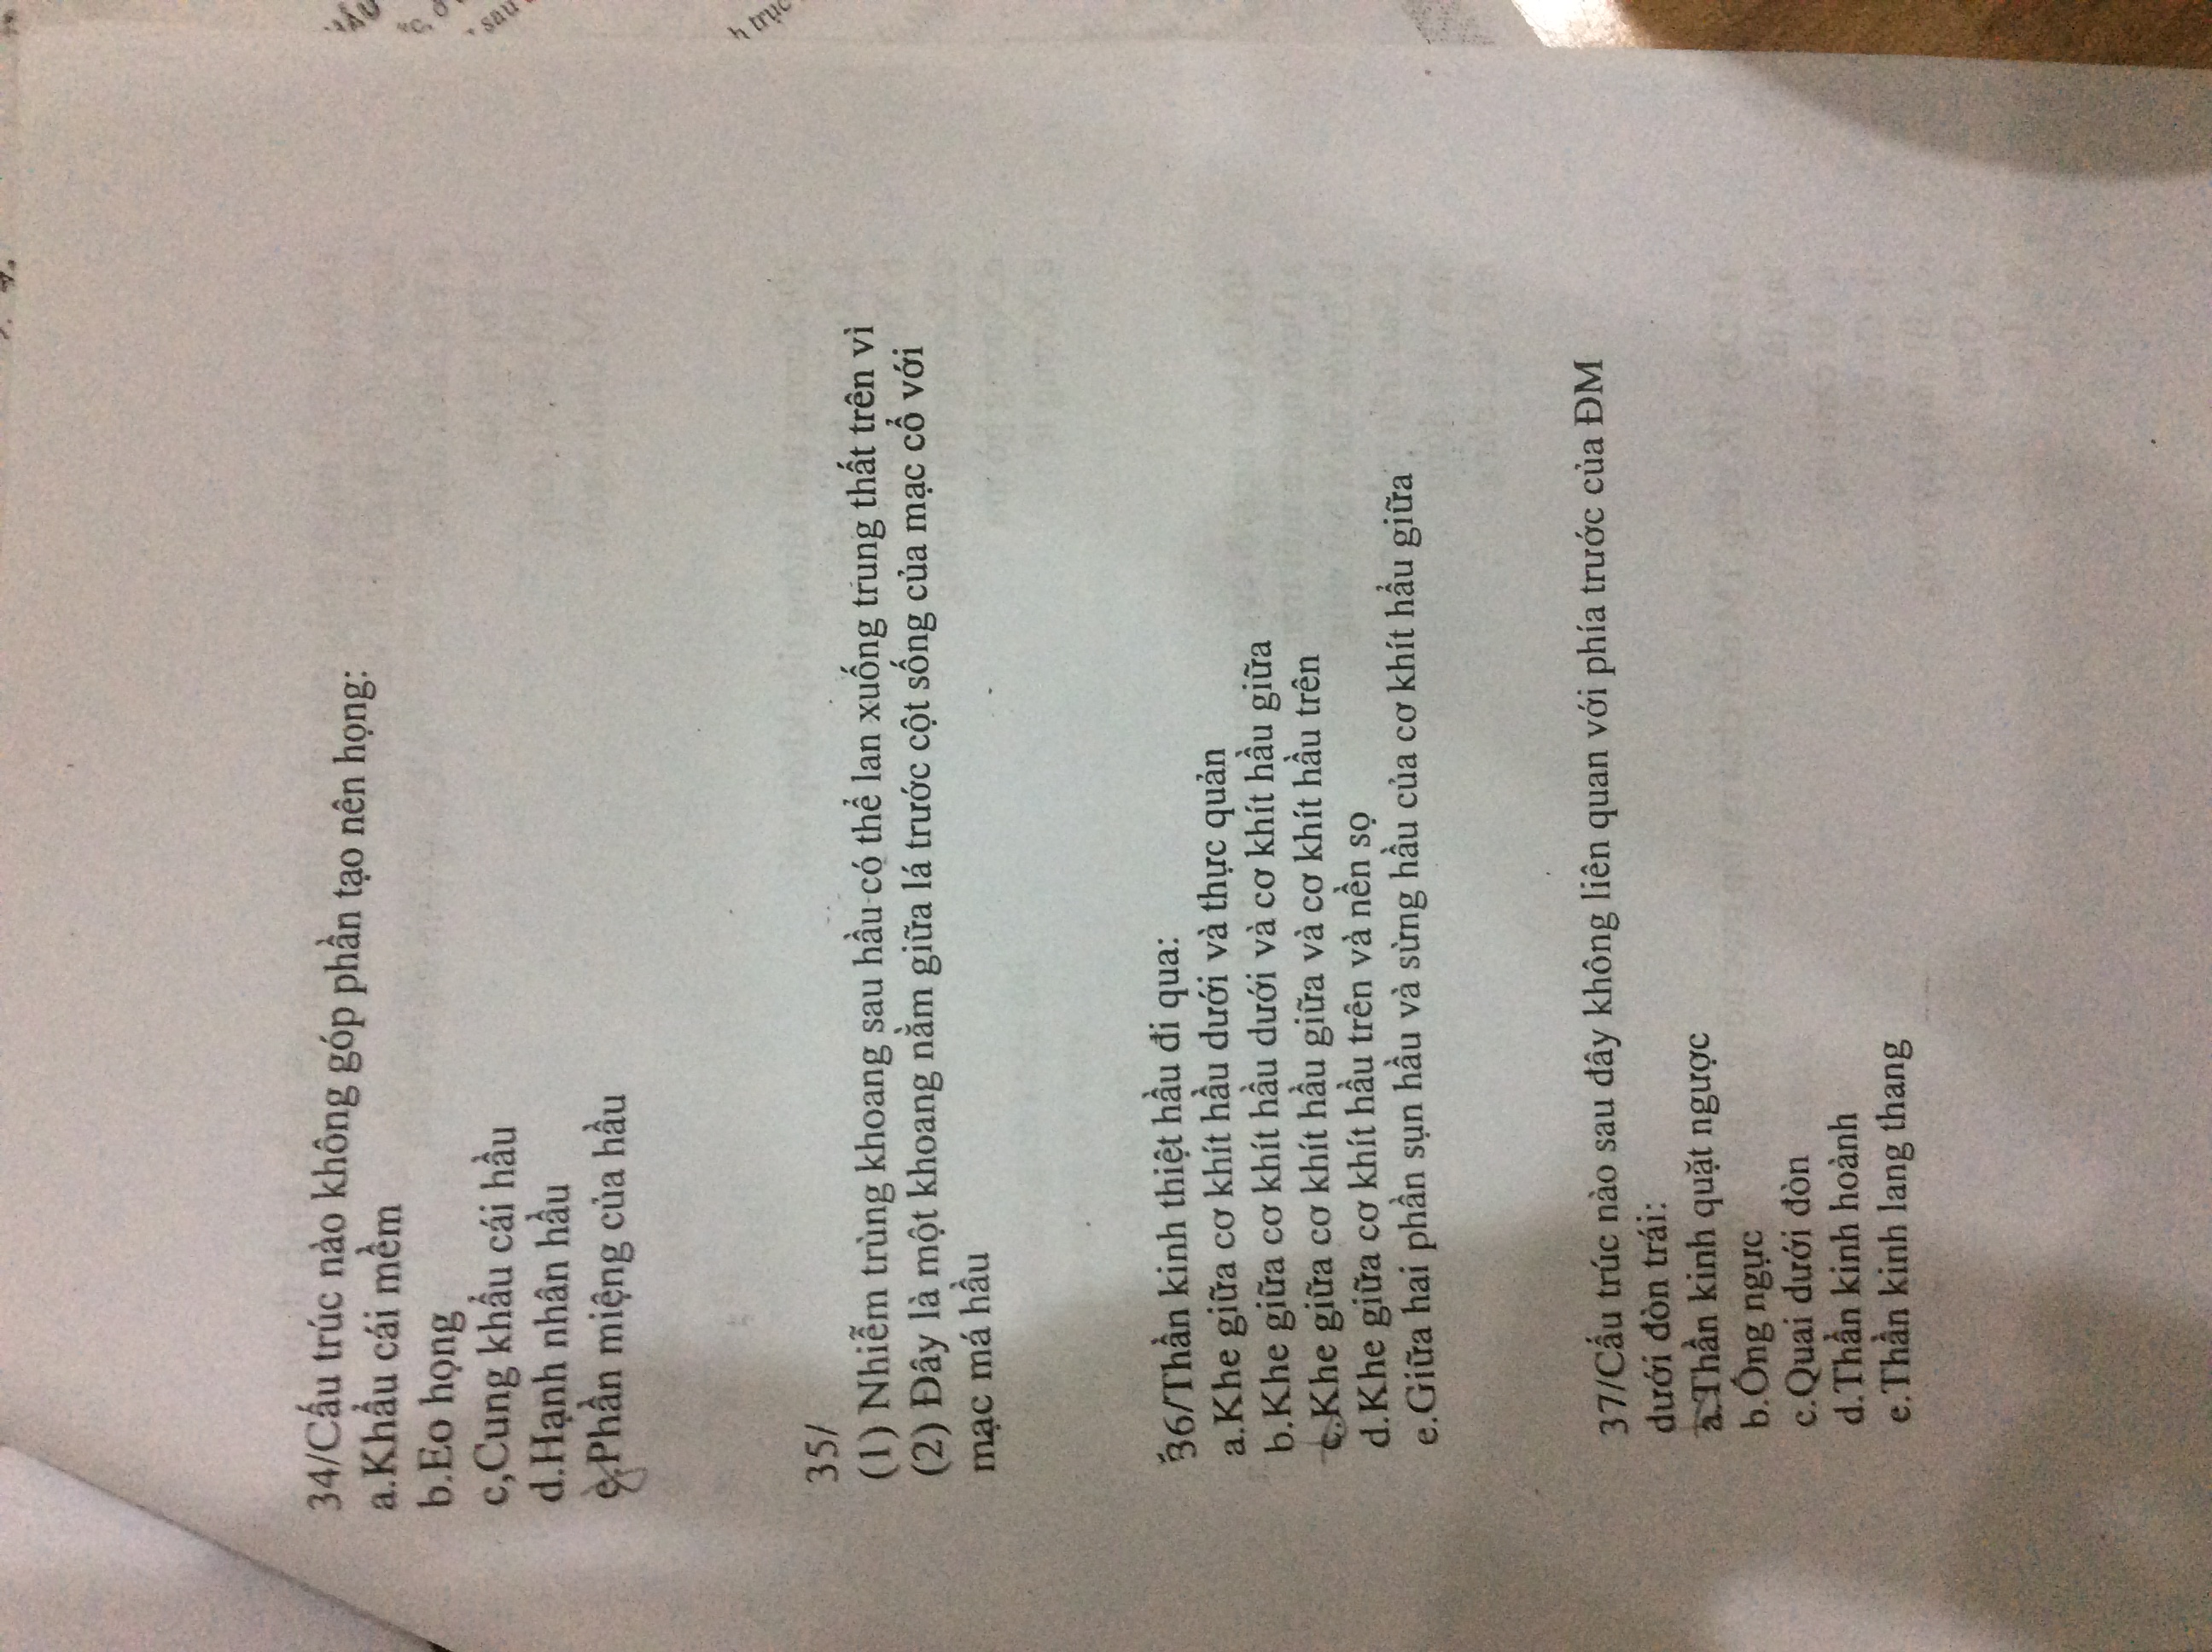 34/Cấu trúc nào không góp phần tạo nên họng:
a.Khẩu cái mềm
b.Eo họng
c,Cung khẩu cái hầu
d.Hạnh nhân hầu
e.Phần miệng của hầu
35/
(1) Nhiễm trùng khoang sau hầu có thể lan xuống trung thất trên vì
(2) Đây là một khoang nằm giữa lá trước cột sống của mạc cổ với
mạc má hầu
36/Thần kinh thiệt hầu đi qua:
a.Khe giữa cơ khít hầu dưới và thực quản
b.Khe giữa cơ khít hầu dưới và cơ khít hầu giữa
c.Khe giữa cơ khít hầu giữa và cơ khít hầu trên
d.Khe giữa cơ khít hầu trên và nền sọ
e.Giữa hai phần sụn hầu và sừng hầu của cơ khít hẩu giữa
37/Cấu trúc nào sau đây không liên quan với phía trước của ĐM
dưới đòn trái:
a.Thần kinh quặt ngược
b.Ống ngực
c.Quai dưới đòn
d.Thần kinh hoành
e.Thần kinh lang thang
sau
trục